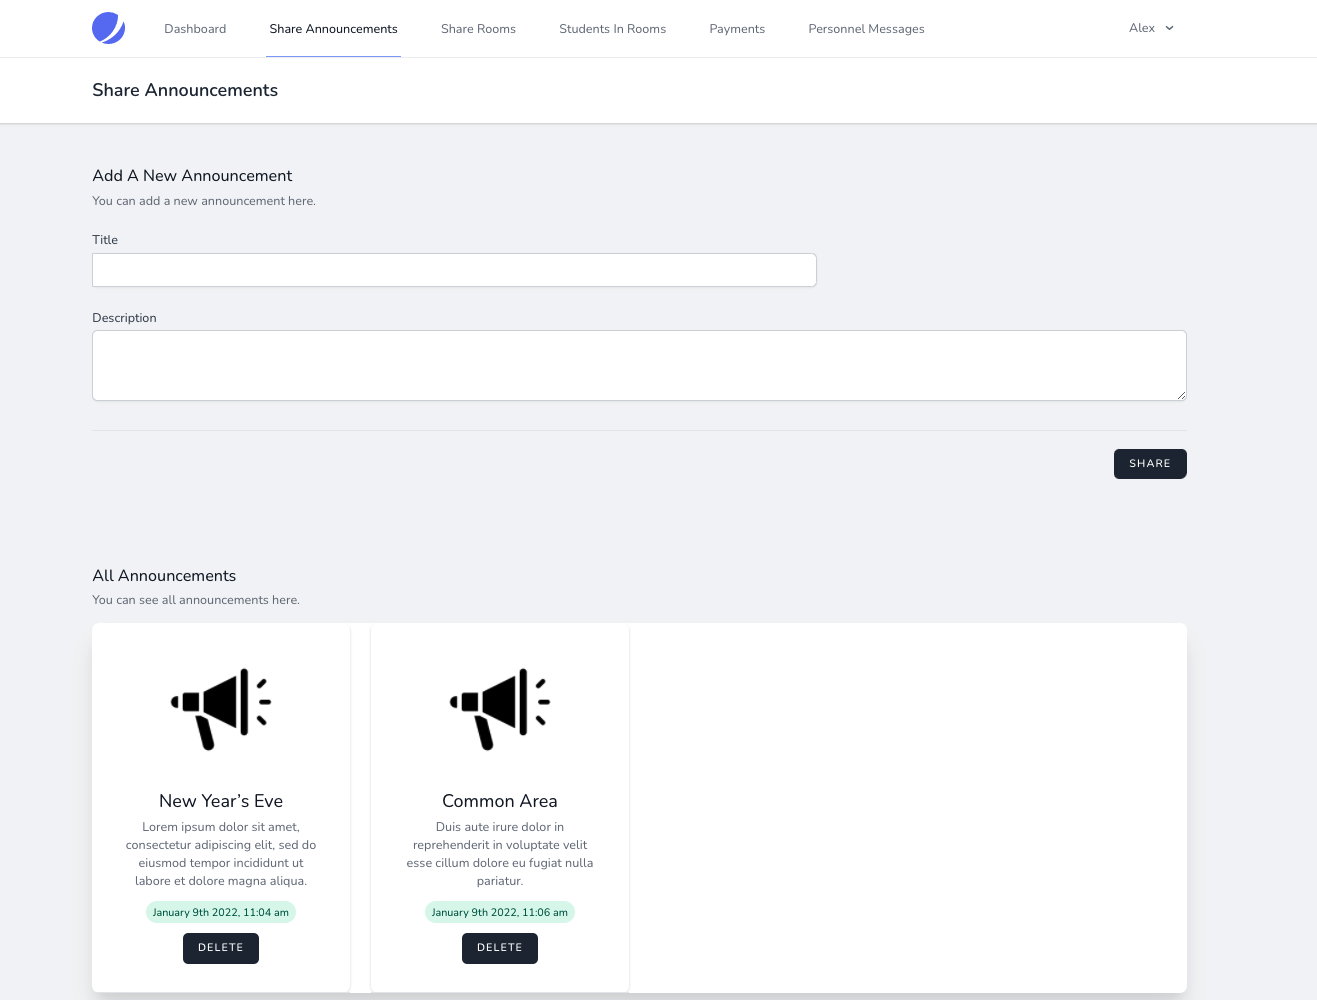 Dashboard Share Announcements Share Rooms Students In Rooms Payments Personnel Messages Alex
Share Announcements
Add A New Announcement
You can add a new announcement here.
Title
Description
SHARE
All Announcements
You can see all announcements here.
New Year's Eve
Lorem ipsum dolor sit amet,
consectetur adipiscing elit, sed do
eiusmod tempor incididunt ut
labore et dolore magna aliqua.
January 9th 2022, 11:04 am
DELETE
Common Area
Duis aute irure dolor in
reprehenderit in voluptate velit
esse cillum dolore eu fugiat nulla
pariatur.
January 9th 2022, 11:06 am
DELETE